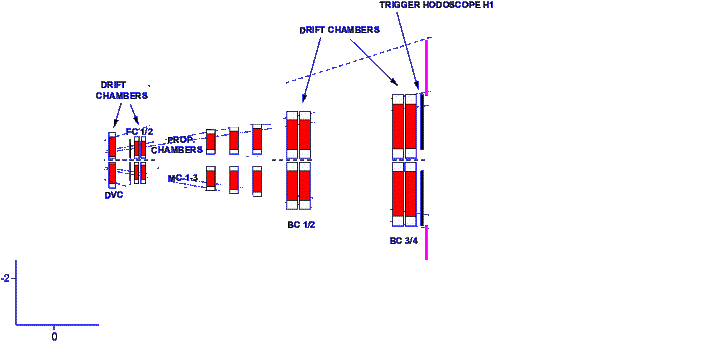 TRIGGER HODOSCOPE H1
DRIFT CHAMBERS
DRIFT
CHAMBERS
FC 1/2
PROP.
CHAMBERS
MC-1-3
DVC
BC 1/2
BC 3/4
-2
0